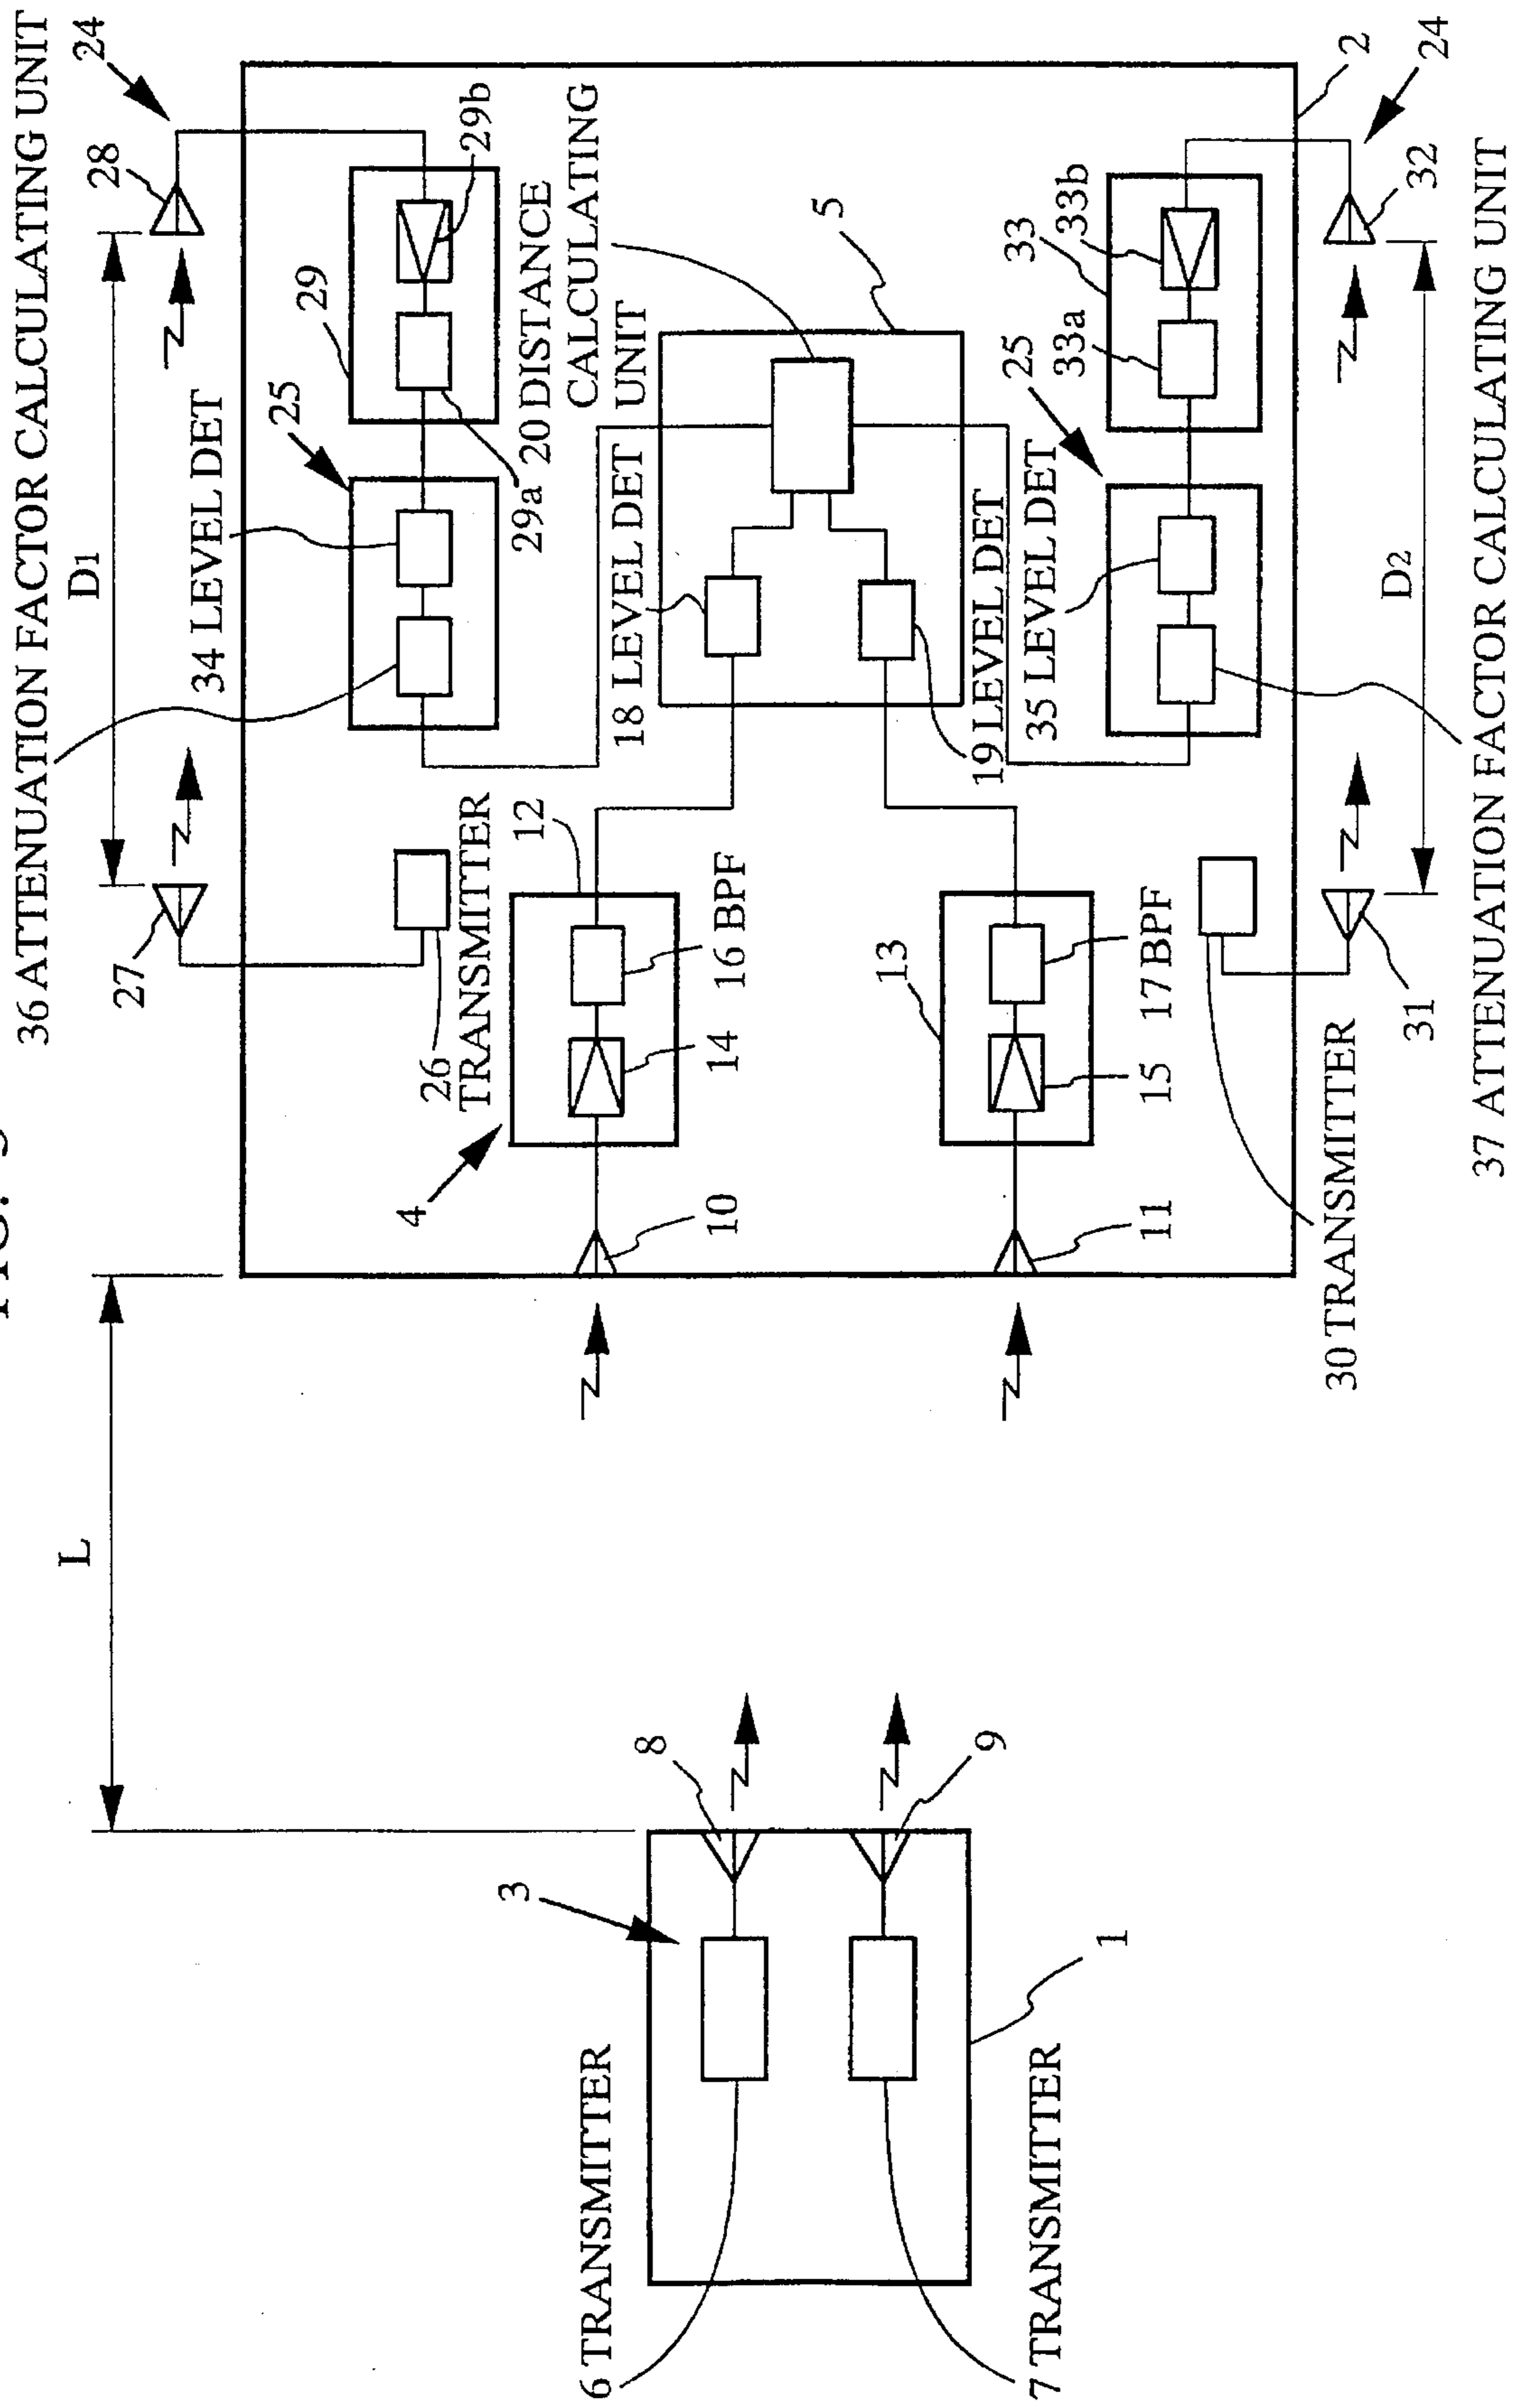 36 ATTENUATION FACTOR CALCULATING UNIT
24
D1
28
27
L
34 LEVEL DET
25
29
29b
29a
20 DISTANCE
CALCULATING
UNIT
26
TRANSMITTER
12
16 BPF
14
4
10
18 LEVEL DET
5
3
8
6 TRANSMITTER
9
7 TRANSMITTER
1
13
17 BPF
15
11
19 LEVEL DET
35 LEVEL DET
25
33
33a
33b
2
24
32
D2
31
30 TRANSMITTER
37 ATTENUATION FACTOR CALCULATING UNIT